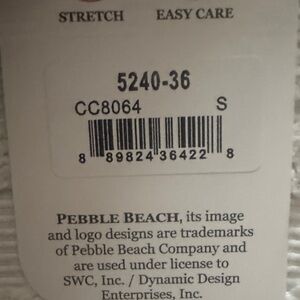 STRETCH EASY CARE
5240-36
CC8064 S
8 89824 36422 8
PEBBLE BEACH, its image
and logo designs are trademarks
of Pebble Beach Company and
are used under license to
SWC, Inc. / Dynamic Design
Enterprises, Inc.